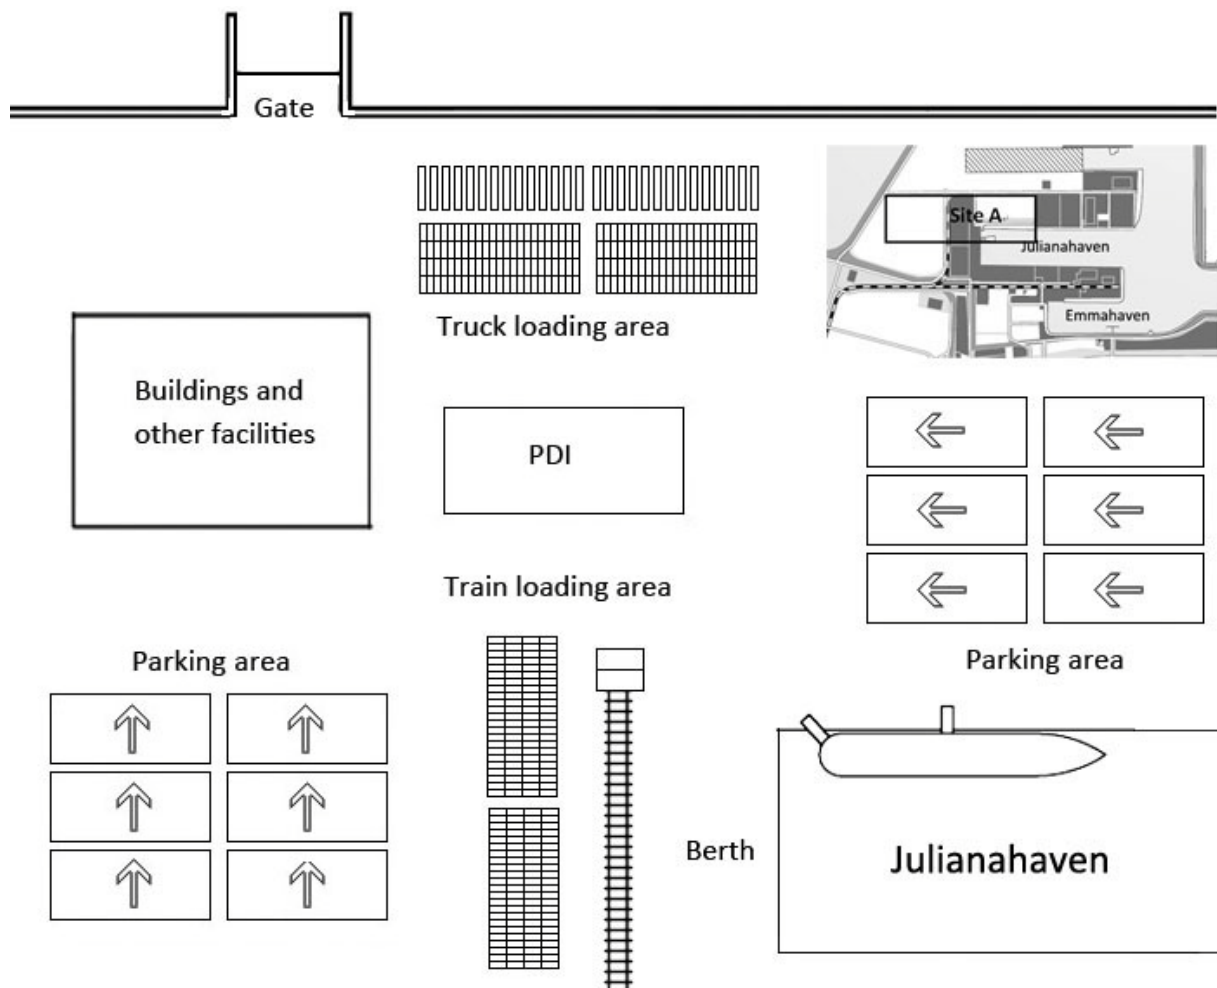 Gate
Site A
Julianahaven
Emmahaven
Truck loading area
Buildings and
other facilities
PDI
Train loading area
Parking area
Parking area
Berth
Julianahaven